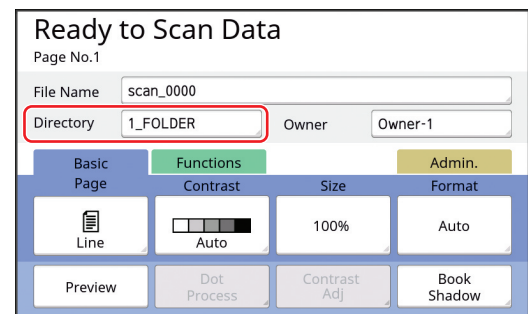 Ready to Scan Data
Page No.1
File Name scan_0000
Directory 1_FOLDER Owner Owner-1
Basic Functions Admin.
Page Contrast Size Format
Line Auto 100% Auto
Preview Dot Process Contrast Adj Book Shadow